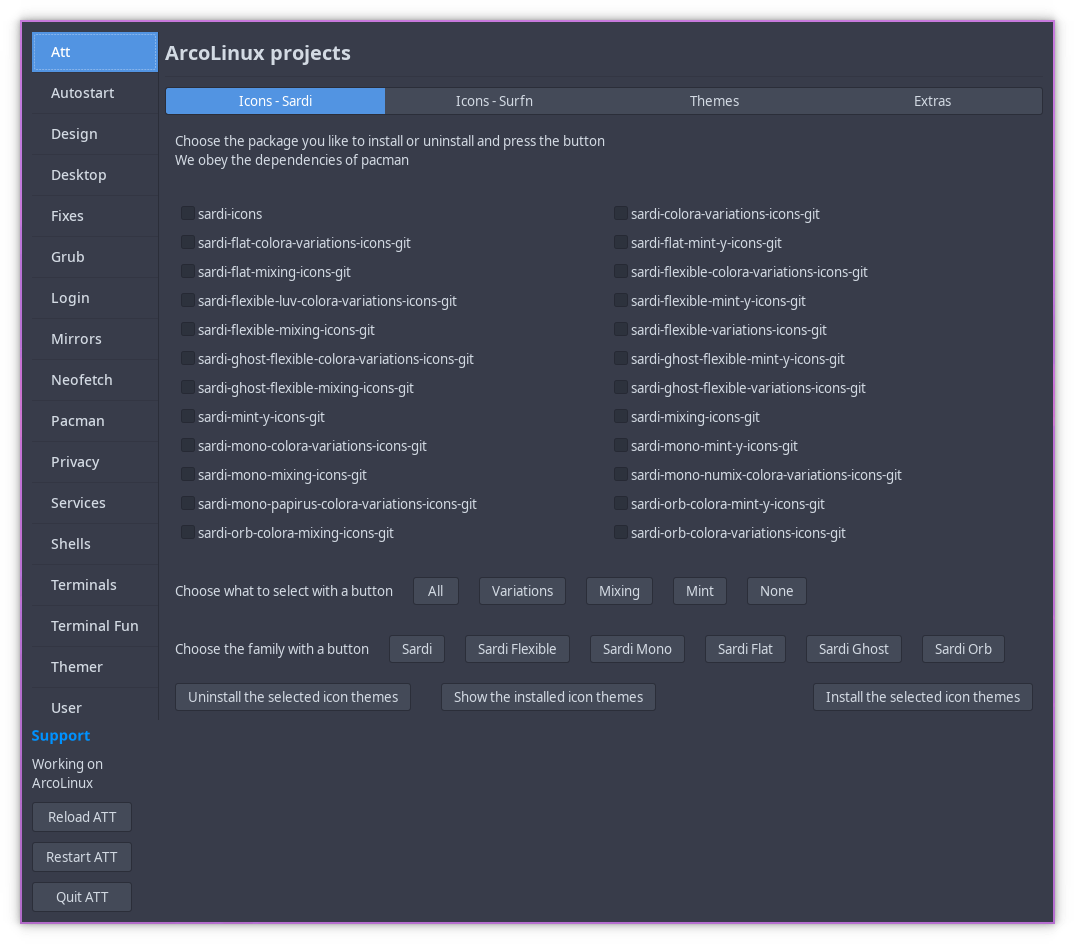 Att
Autostart
Design
Desktop
Fixes
Grub
Login
Mirrors
Neofetch
Pacman
Privacy
Services
Shells
Terminals
Terminal Fun
Themer
User
Support
Working on
ArcoLinux
Reload ATT
Restart ATT
Quit ATT
ArcoLinux projects
Icons - Sardi Icons - Surfn Themes Extras
Choose the package you like to install or uninstall and press the button
We obey the dependencies of pacman
sardi-icons sardi-colora-variations-icons-git
sardi-flat-colora-variations-icons-git sardi-flat-mint-y-icons-git
sardi-flat-mixing-icons-git sardi-flexible-colora-variations-icons-git
sardi-flexible-luv-colora-variations-icons-git sardi-flexible-mint-y-icons-git
sardi-flexible-mixing-icons-git sardi-flexible-variations-icons-git
sardi-ghost-flexible-colora-variations-icons-git sardi-ghost-flexible-mint-y-icons-git
sardi-ghost-flexible-mixing-icons-git sardi-ghost-flexible-variations-icons-git
sardi-mint-y-icons-git sardi-mixing-icons-git
sardi-mono-colora-variations-icons-git sardi-mono-mint-y-icons-git
sardi-mono-mixing-icons-git sardi-mono-numix-colora-variations-icons-git
sardi-mono-papirus-colora-variations-icons-git sardi-orb-colora-mint-y-icons-git
sardi-orb-colora-mixing-icons-git sardi-orb-colora-variations-icons-git
Choose what to select with a button All Variations Mixing Mint None
Choose the family with a button Sardi Sardi Flexible Sardi Mono Sardi Flat Sardi Ghost Sardi Orb
Uninstall the selected icon themes Show the installed icon themes Install the selected icon themes